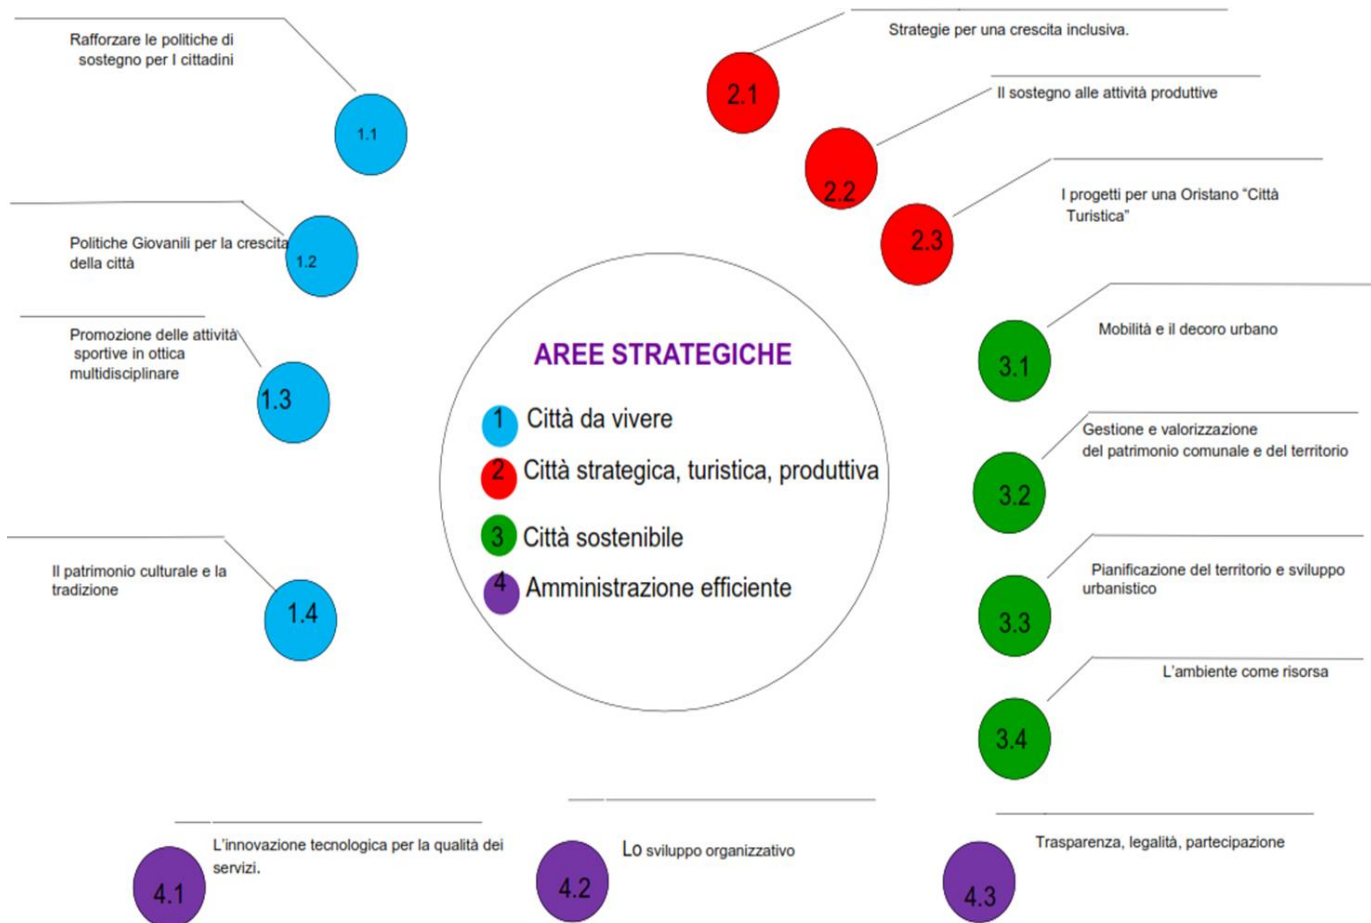 Rafforzare le politiche di
sostegno per I cittadini
1.1
Politiche Giovanili per la crescita
della città
1.2
Promozione delle attività
sportive in ottica
multidisciplinare
1.3
Il patrimonio culturale e la
tradizione
1.4
Strategie per una crescita inclusiva.
2.1
Il sostegno alle attività produttive
2.2
I progetti per una Oristano “Città
Turistica”
2.3
AREE STRATEGICHE
1 Città da vivere
2 Città strategica, turistica, produttiva
3 Città sostenibile
4 Amministrazione efficiente
Mobilità e il decoro urbano
3.1
Gestione e valorizzazione
del patrimonio comunale e del territorio
3.2
Pianificazione del territorio e sviluppo
urbanistico
3.3
L’ambiente come risorsa
3.4
L’innovazione tecnologica per la qualità dei
servizi.
4.1
Lo sviluppo organizzativo
4.2
Trasparenza, legalità, partecipazione
4.3